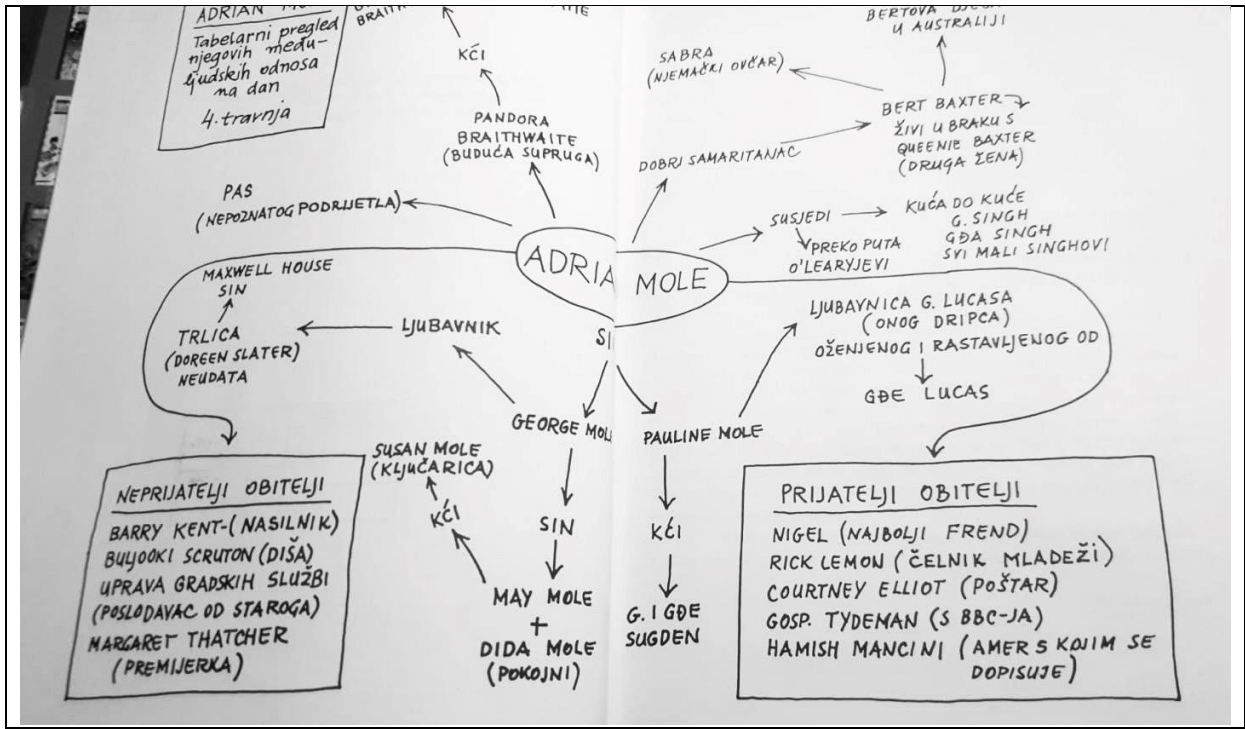 ADRIAN
Tabelarni pregled
njegovih među-
ljudskih odnosa
na dan
4. travnja
BRAITHWAITE
KĆI
PANDORA
BRAITHWAITE
(BUDUĆA SUPRUGA)
BERTOVA
U AUSTRALIJI
SABRA
(NJEMAČKI OVČAR)
BERT BAXTER
ŽIVI U BRAKU S
QUEENIE BAXTER
(DRUGA ŽENA)
DOBRI SAMARITANAC
PAS
(NEPOZNATOG PODRIJETLA)
SUSJEDI
KUĆA DO KUĆE
G. SINGH
GĐA SINGH
SVI MALI SINGHOVI
PREKO PUTA
O'LEARYJEVI
ADRIA MOLE
MAXWELL HOUSE
SIN
TRLICA
(DOREEN SLATER)
NEUDATA
LJUBAVNIK
LJUBAVNICA G. LUCASA
(ONOG DRIPCA)
OŽENJENOG I RASTAVLJENOG OD
GĐE LUCAS
SI
GEORGE MOL
PAULINE MOLE
SUSAN MOLE
(KLJUČARICA)
KĆI
SIN
MAY MOLE
+
DIDA MOLE
(POKOJNI)
KĆI
G. I GĐE
SUGDEN
NEPRIJATELJI OBITELJI
BARRY KENT-(NASILNIK)
BULJOOKI SCRUTON (DIŠA)
UPRAVA GRADSKIH SLUŽBI
(POSLODAVAC OD STAROGA)
MARGARET THATCHER
(PREMIJERKA)
PRIJATELJI OBITELJI
NIGEL (NAJBOLJI FREND)
RICK LEMON (ČELNIK MLADEŽI)
COURTNEY ELLIOT (POŠTAR)
GOSP. TYDEMAN (S BBC-JA)
HAMISH MANCINI (AMER S KOJIM SE
DOPISUJE)